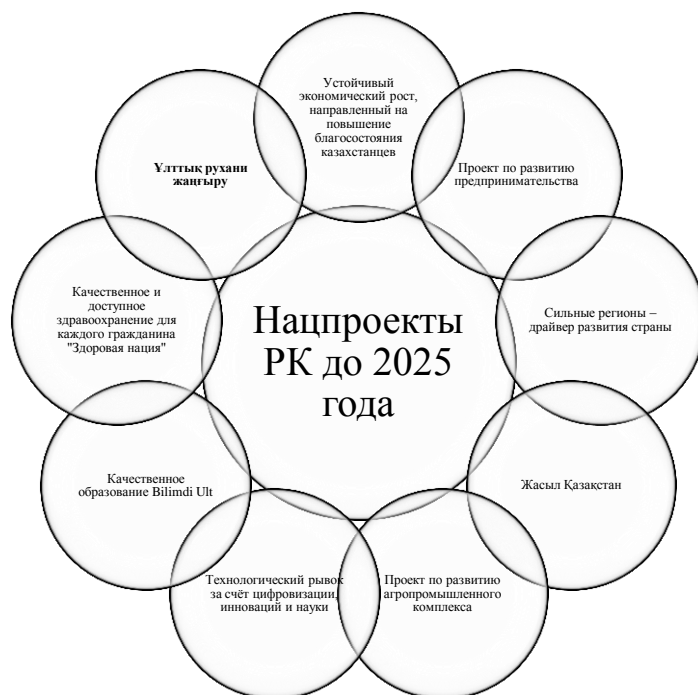 Устойчивый
экономический рост,
направленный на
повышение
благосостояния
казахстанцев
Проект по развитию
предпринимательства
Сильные регионы –
драйвер развития страны
Жасыл Қазақстан
Проект по развитию
агропромышленного
комплекса
Технологический рывок
за счёт цифровизации,
инноваций и науки
Качественное
образование Bilimdi Ult
Качественное и
доступное
здравоохранение для
каждого гражданина
"Здоровая нация"
Ұлттық рухани
жаңғыру
Нацпроекты
РК до 2025
года